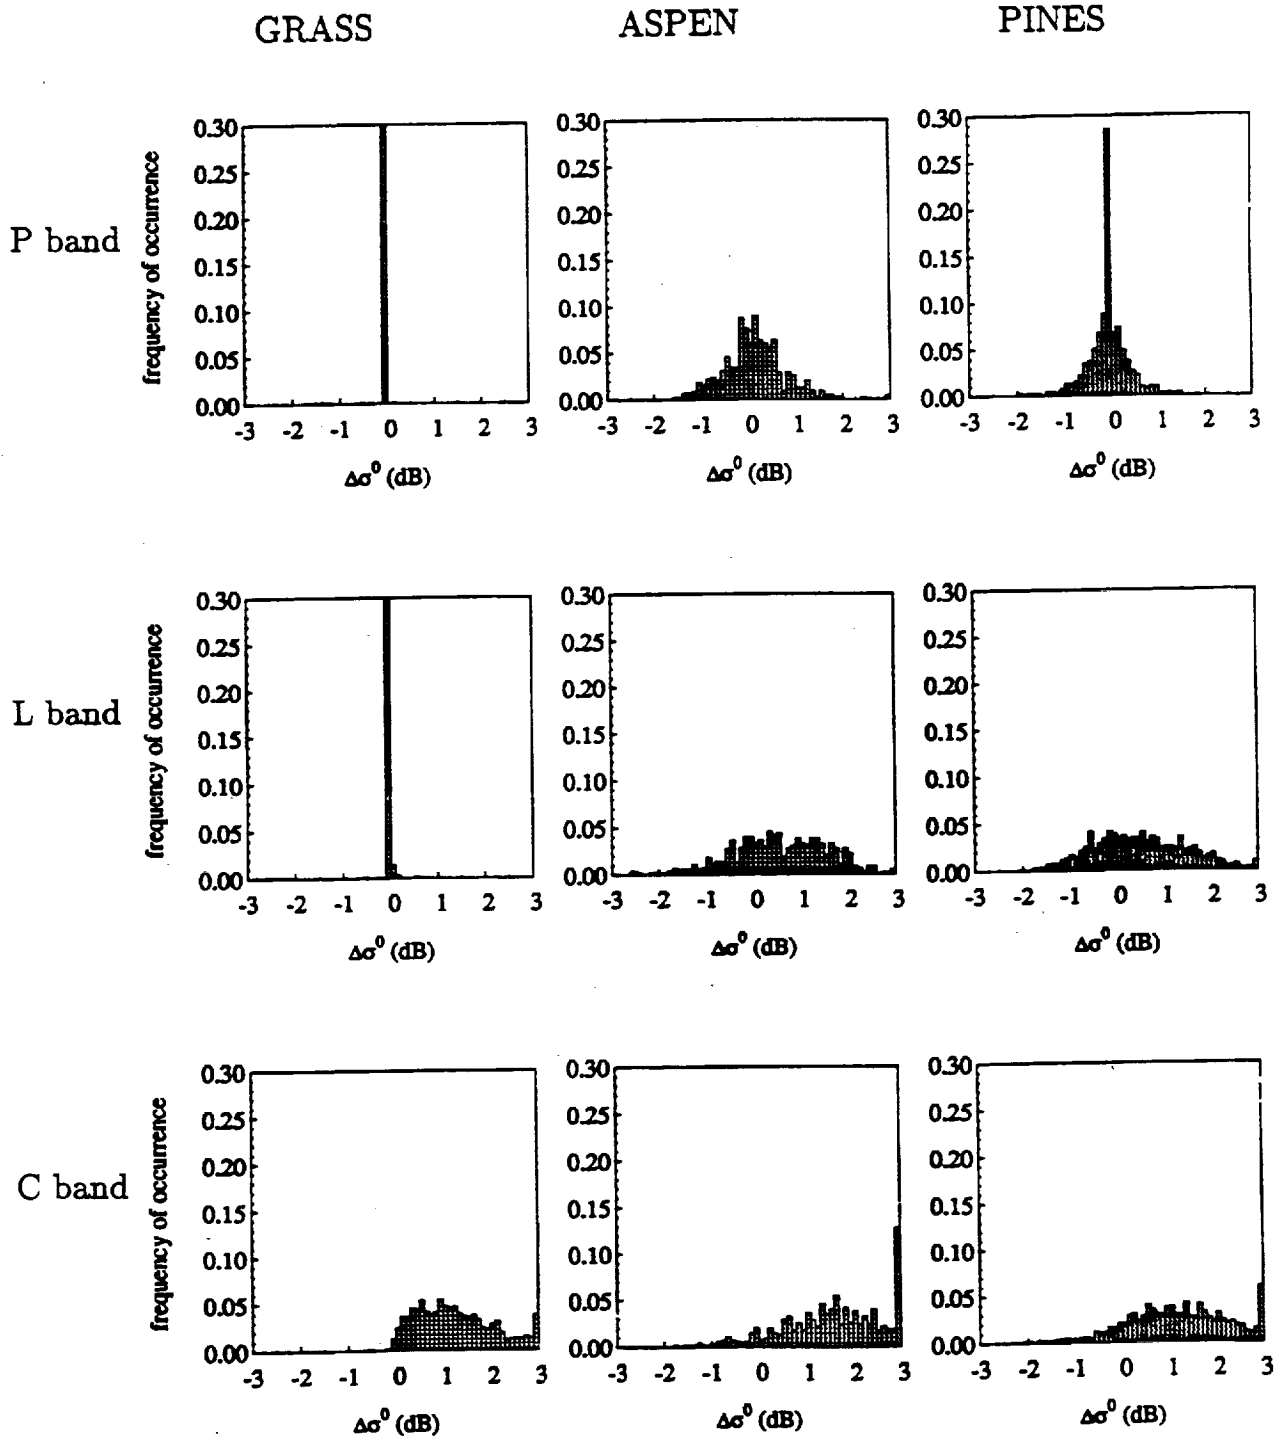 GRASS ASPEN PINES
P band
frequency of occurrence
0.30 0.30 0.30
0.25 0.25 0.25
0.20 0.20 0.20
0.15 0.15 0.15
0.10 0.10 0.10
0.05 0.05 0.05
0.00 0.00 0.00
-3 -2 -1 0 1 2 3 -3 -2 -1 0 1 2 3 -3 -2 -1 0 1 2 3
Δσ⁰ (dB) Δσ⁰ (dB) Δσ⁰ (dB)
L band
frequency of occurrence
0.30 0.30 0.30
0.25 0.25 0.25
0.20 0.20 0.20
0.15 0.15 0.15
0.10 0.10 0.10
0.05 0.05 0.05
0.00 0.00 0.00
-3 -2 -1 0 1 2 3 -3 -2 -1 0 1 2 3 -3 -2 -1 0 1 2 3
Δσ⁰ (dB) Δσ⁰ (dB) Δσ⁰ (dB)
C band
frequency of occurrence
0.30 0.30 0.30
0.25 0.25 0.25
0.20 0.20 0.20
0.15 0.15 0.15
0.10 0.10 0.10
0.05 0.05 0.05
0.00 0.00 0.00
-3 -2 -1 0 1 2 3 -3 -2 -1 0 1 2 3 -3 -2 -1 0 1 2 3
Δσ⁰ (dB) Δσ⁰ (dB) Δσ⁰ (dB)